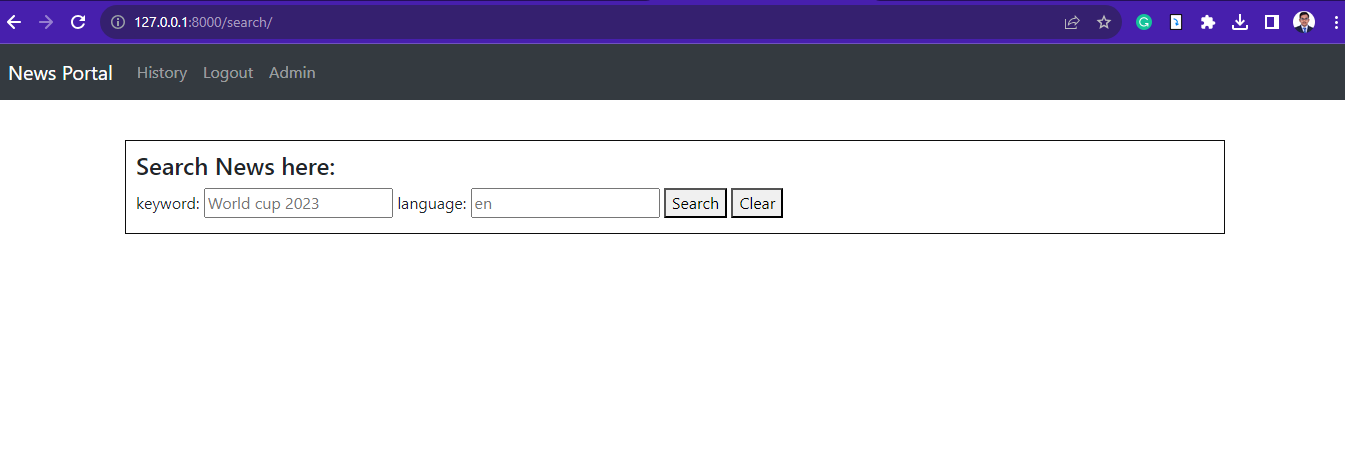 127.0.0.1:8000/search/
News Portal History Logout Admin
Search News here:
keyword: World cup 2023 language: en Search Clear